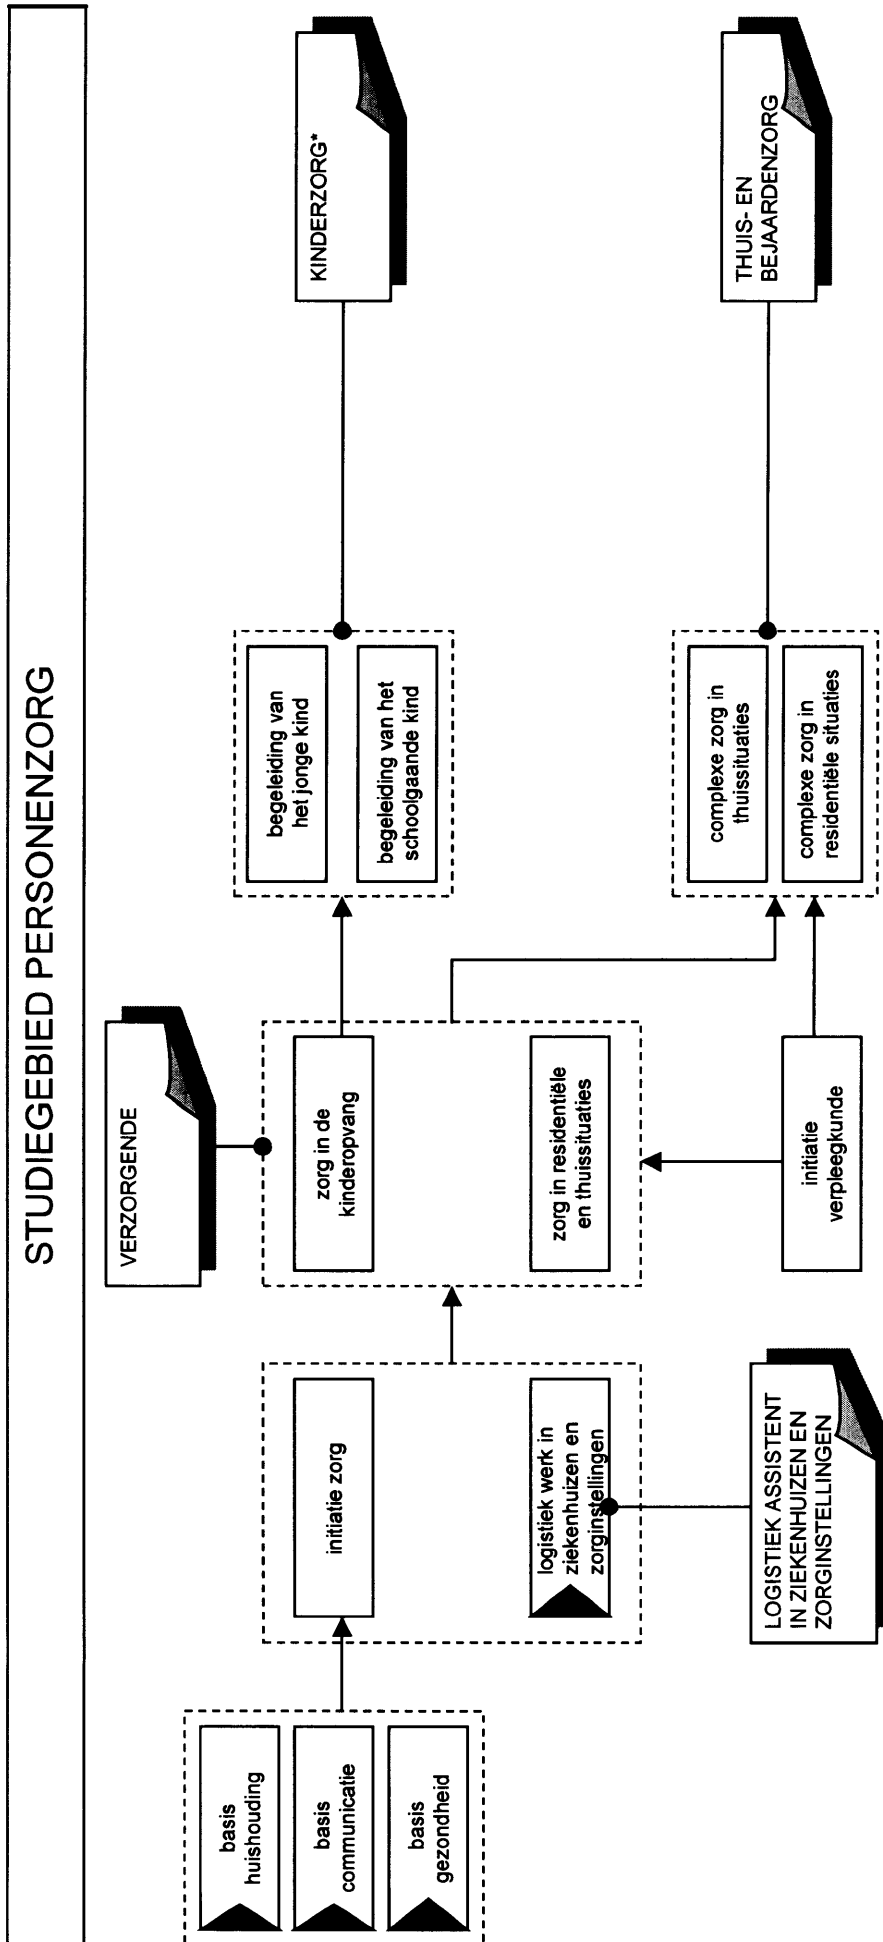 STUDIEGEBIED PERSONENZORG
basis
huishouding
basis
communicatie
basis
gezondheid
initiatie zorg
logistiek werk in
ziekenhuizen en
zorginstellingen
LOGISTIEK ASSISTENT
IN ZIEKENHUIZEN EN
ZORGINSTELLINGEN
VERZORGENDE
zorg in de
kinderopvang
zorg in residentiële
en thuissituaties
initiatie
verpleegkunde
begeleiding van
het jonge kind
begeleiding van het
schoolgaande kind
complexe zorg in
thuissituaties
complexe zorg in
residentiële situaties
KINDERZORG*
THUIS- EN
BEJAARDENZORG